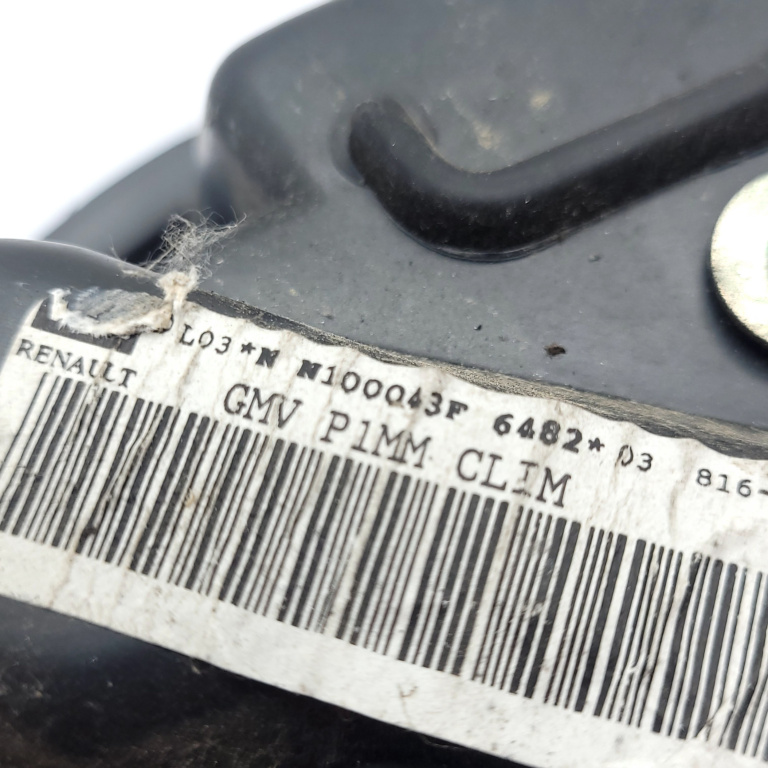 L03*N N100043F 6482*03 816-
RENAULT
GMV P1MM CLIM